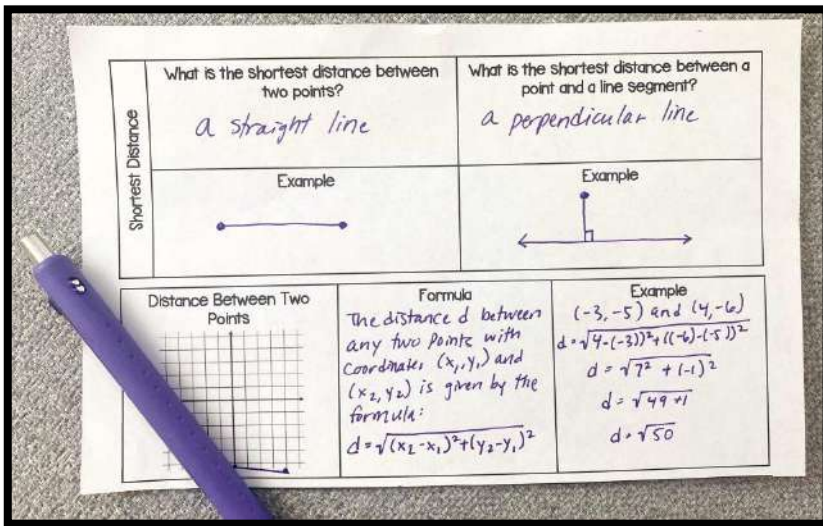 Shortest Distance
What is the shortest distance between
two points?
a straight line
What is the shortest distance between a
point and a line segment?
a perpendicular line
Example
Example
Distance Between Two
Points
Formula
The distance d between
any two points with
coordinates (x₁,y₁) and
(x₂,y₂) is given by the
formula:
d=√(x₂-x₁)²+(y₂-y₁)²
Example
(-3,-5) and (4,-6)
d=√4-(-3))²+((-6)-(-5))²
d=√7²+(-1)²
d=√49+1
d=√50